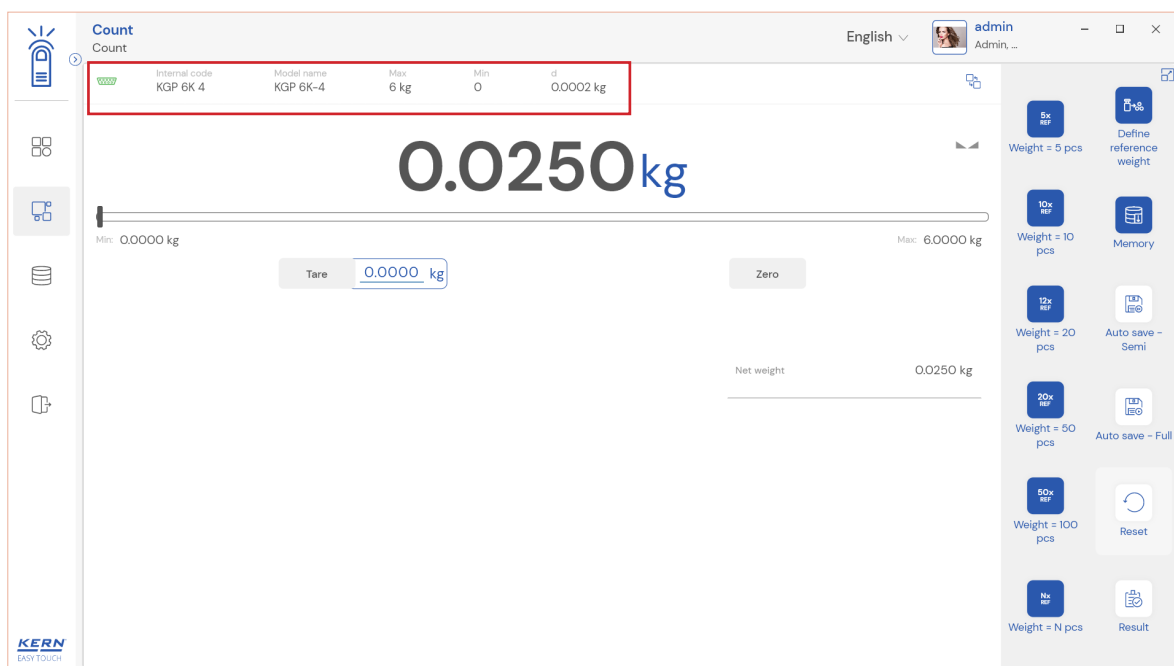 Count
Count
English
admin
Admin, ...
Internal code
KGP 6K 4
Model name
KGP 6K-4
Max
6 kg
Min
0
d
0.0002 kg
0.0250 kg
Min: 0.0000 kg
Max: 6.0000 kg
Tare
0.0000 kg
Zero
Net weight
0.0250 kg
5x
REF
Weight = 5 pcs
Define
reference
weight
10x
REF
Weight = 10
pcs
Memory
12x
REF
Weight = 20
pcs
Auto save -
Semi
20x
REF
Weight = 50
pcs
Auto save - Full
50x
REF
Weight = 100
pcs
Reset
Nx
REF
Weight = N pcs
Result
KERN
EASY TOUCH